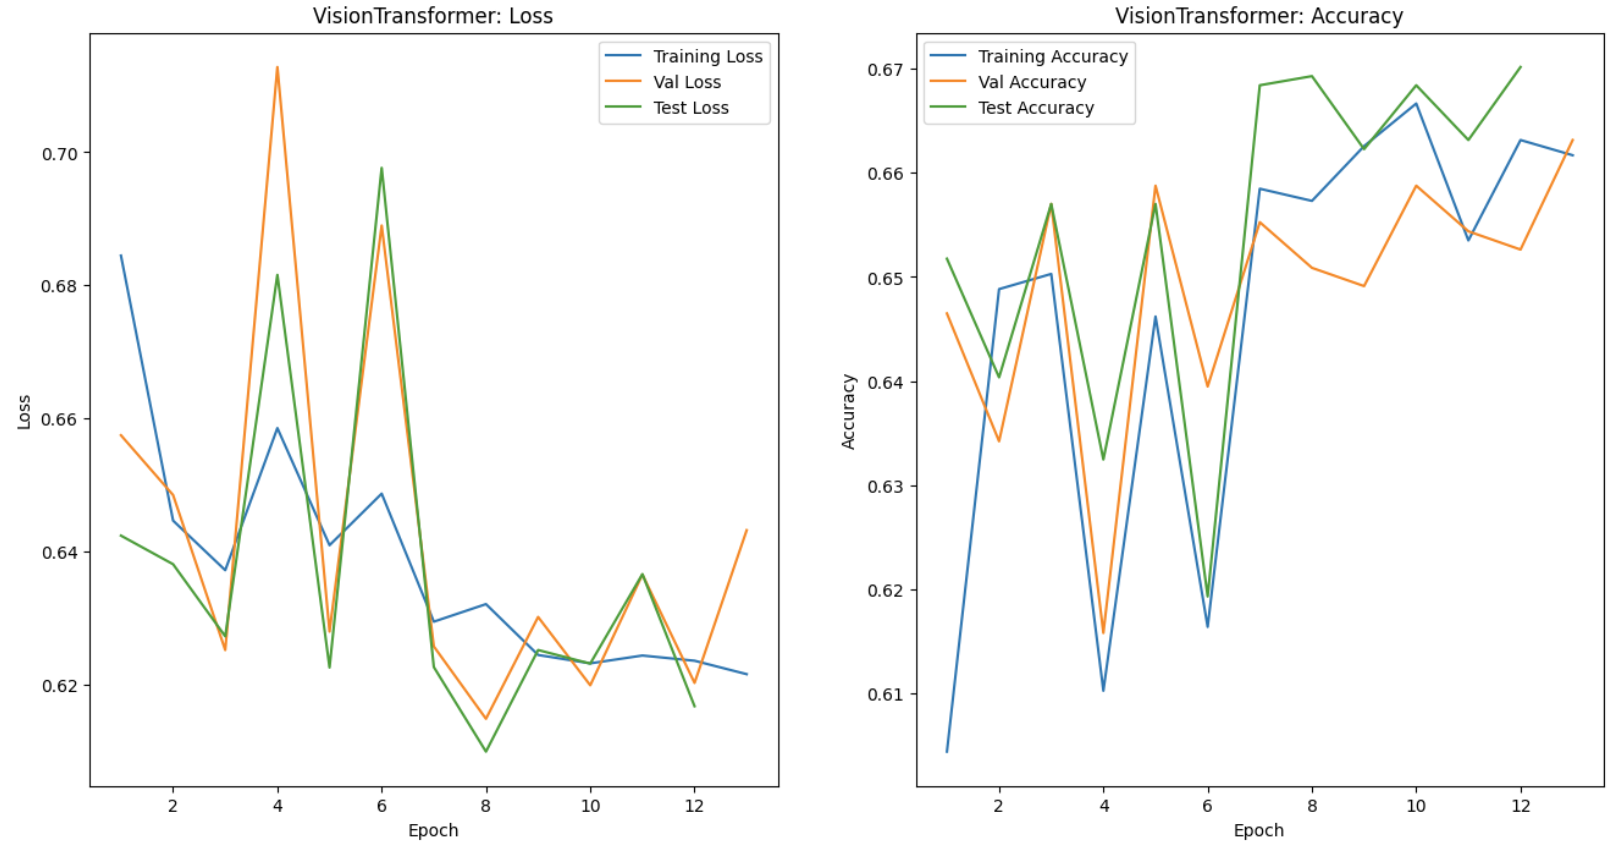 VisionTransformer: Loss
Training Loss
Val Loss
Test Loss
0.70
0.68
0.66
0.64
0.62
Loss
2 4 6 8 10 12
Epoch
VisionTransformer: Accuracy
Training Accuracy
Val Accuracy
Test Accuracy
0.67
0.66
0.65
0.64
0.63
0.62
0.61
Accuracy
2 4 6 8 10 12
Epoch